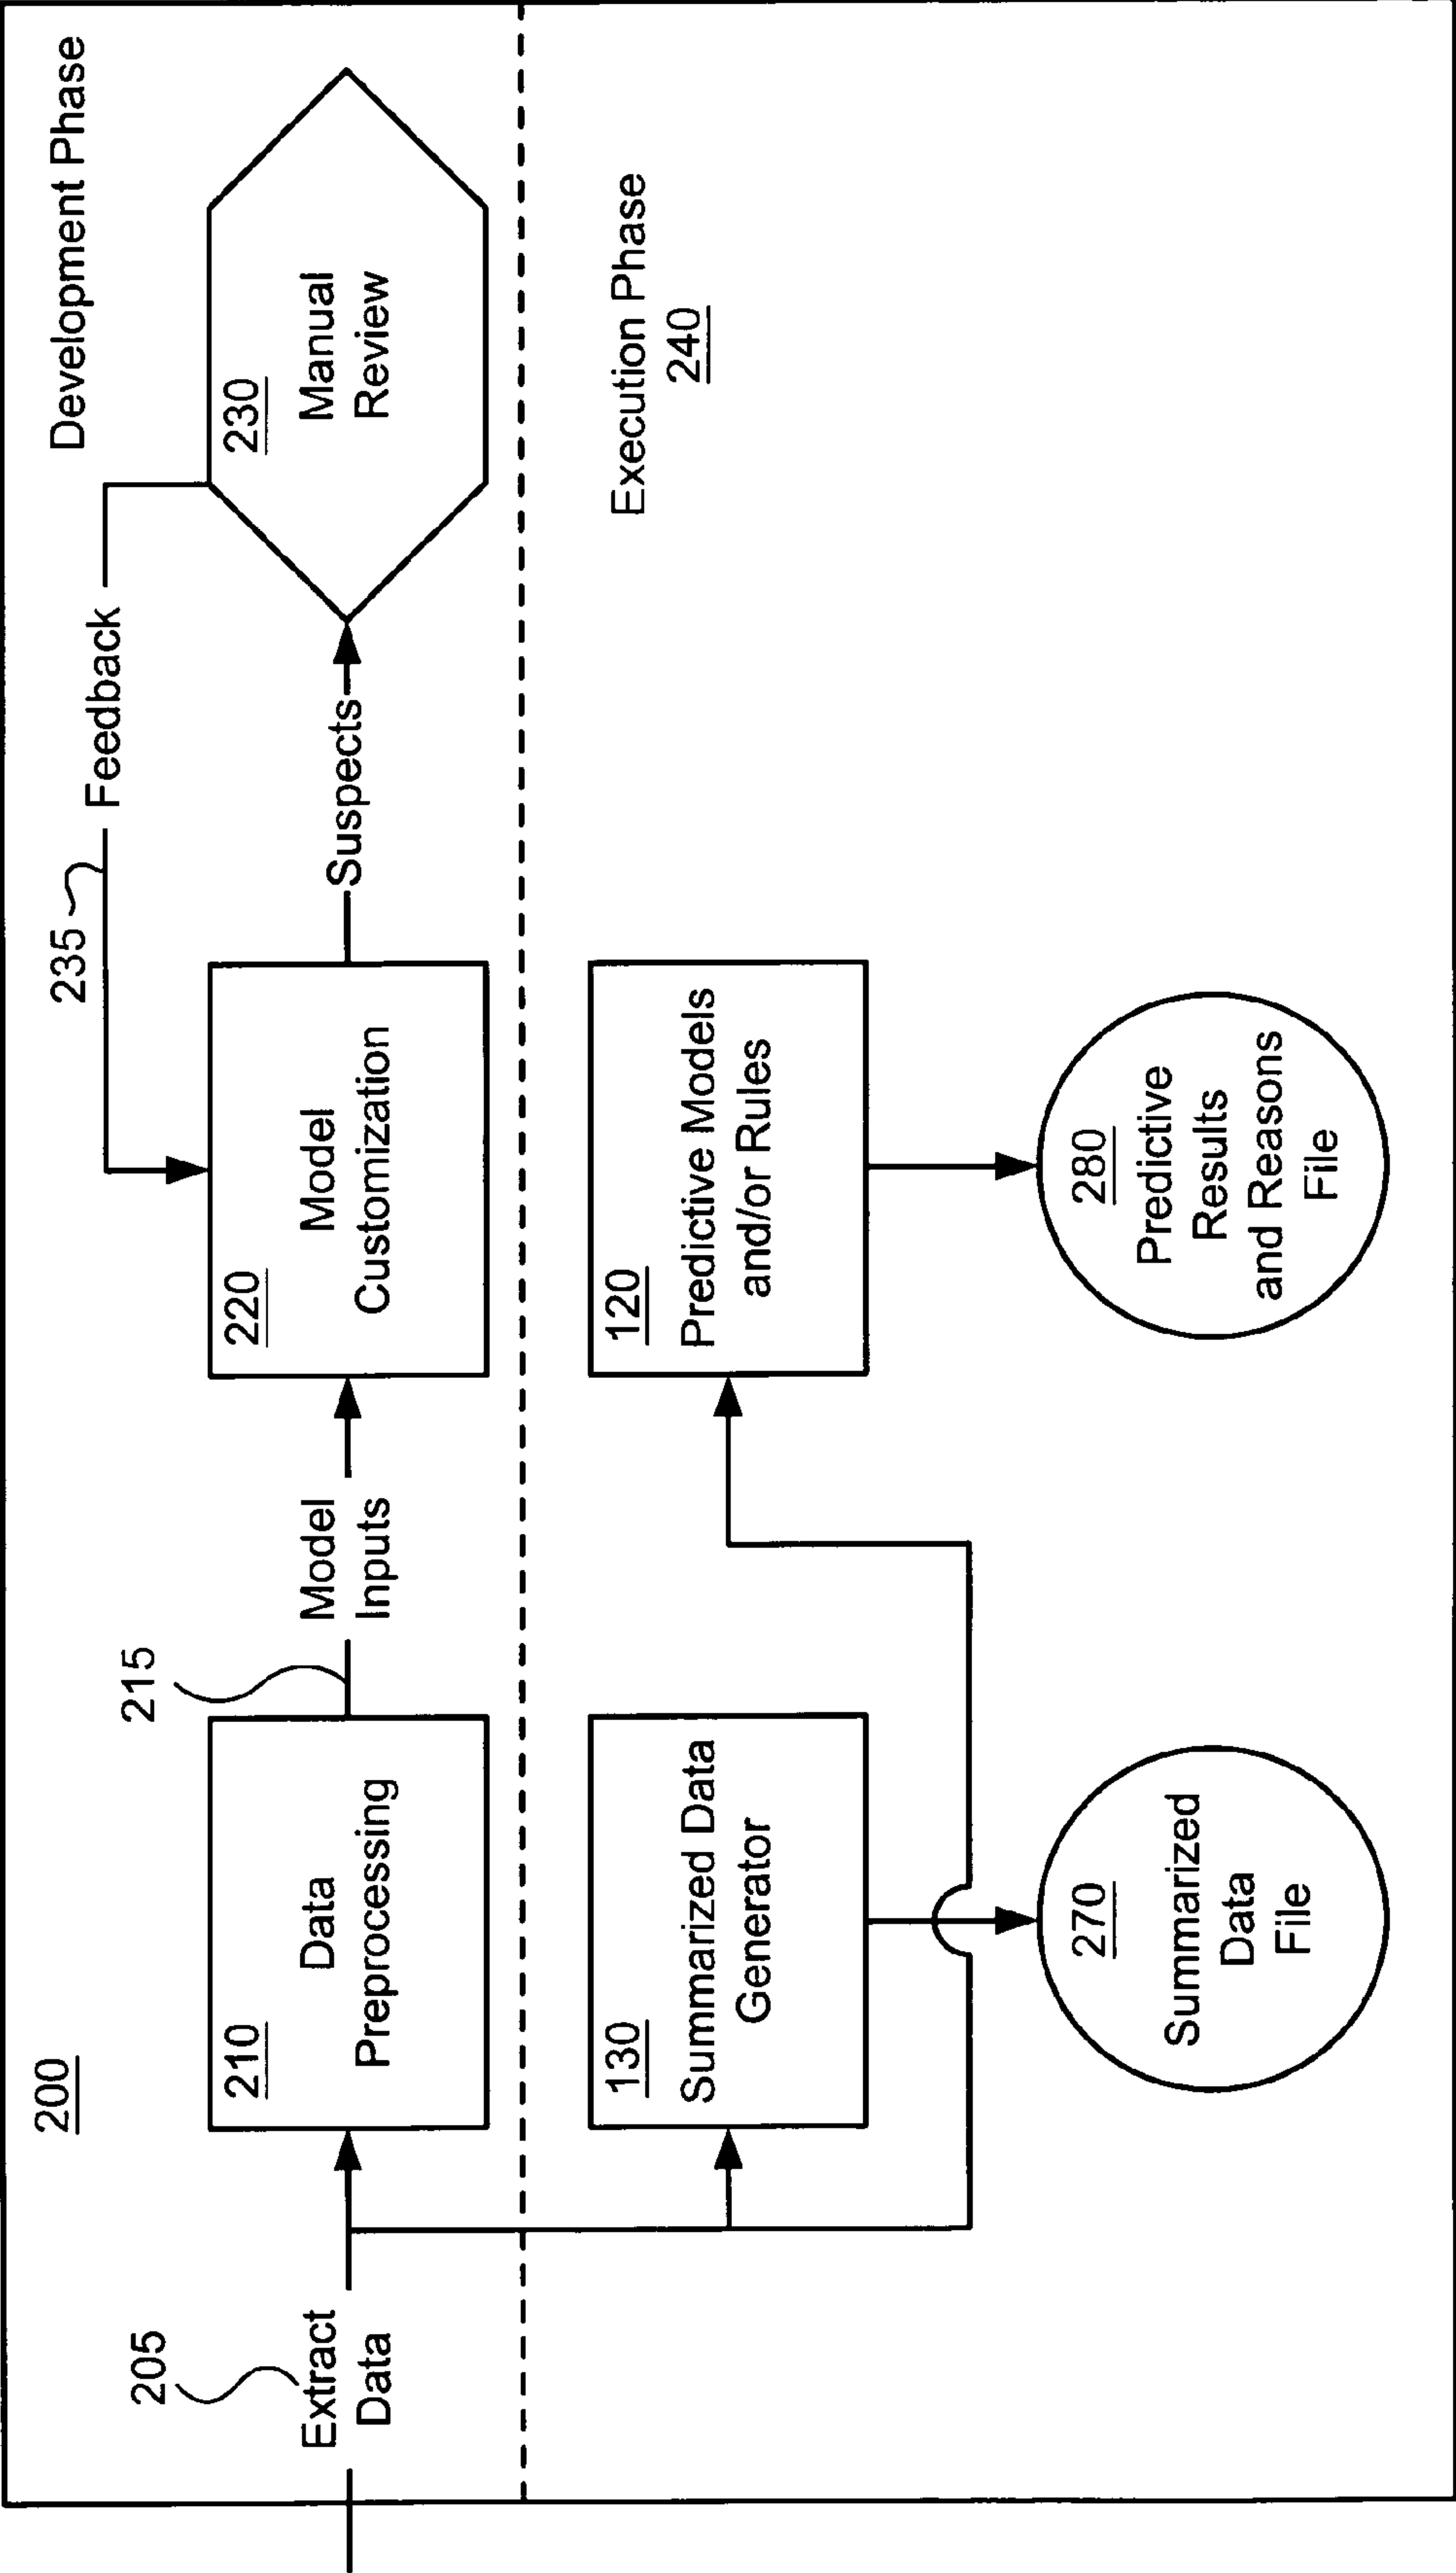 200
Development Phase
235
Feedback
205
Extract
Data
210
Data
Preprocessing
215
Model
Inputs
220
Model
Customization
Suspects
230
Manual
Review
Execution Phase
240
130
Summarized Data
Generator
120
Predictive Models
and/or Rules
270
Summarized
Data
File
280
Predictive
Results
and Reasons
File